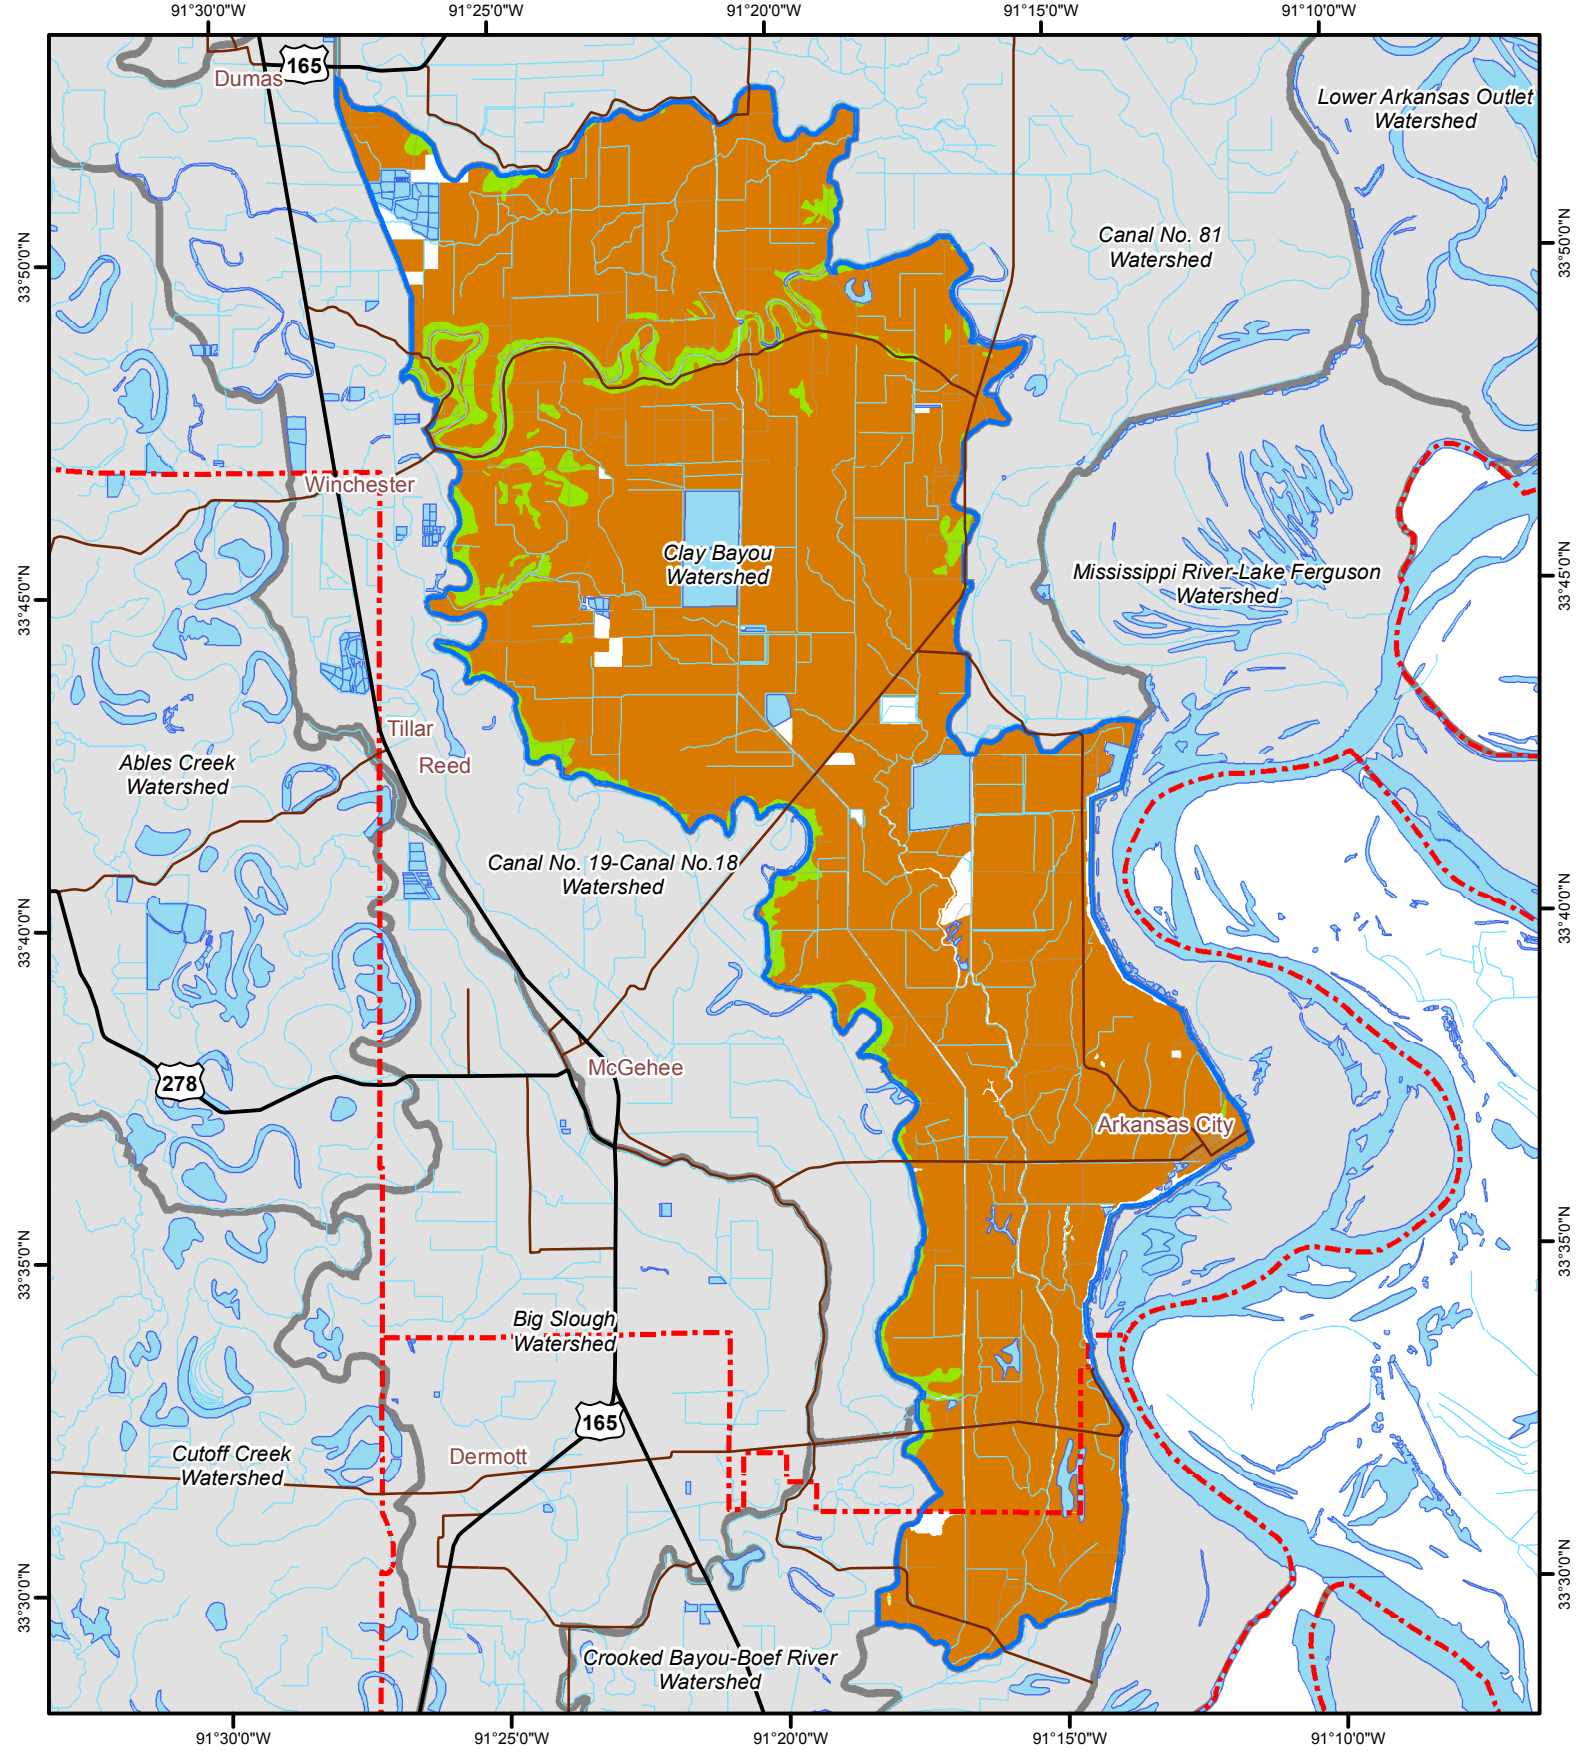 91°30'0"W
91°25'0"W
91°20'0"W
91°15'0"W
91°10'0"W
165
Dumas
Lower Arkansas Outlet
Watershed
Canal No. 81
Watershed
33°50'0"N
33°50'0"N
Winchester
Clay Bayou
Watershed
Mississippi River-Lake Ferguson
Watershed
33°45'0"N
33°45'0"N
Tillar
Reed
Ables Creek
Watershed
Canal No. 19-Canal No.18
Watershed
33°40'0"N
33°40'0"N
McGehee
278
Arkansas City
33°35'0"N
33°35'0"N
Big Slough
Watershed
165
Dermott
Cutoff Creek
Watershed
33°30'0"N
33°30'0"N
Crooked Bayou-Boef River
Watershed
91°30'0"W
91°25'0"W
91°20'0"W
91°15'0"W
91°10'0"W